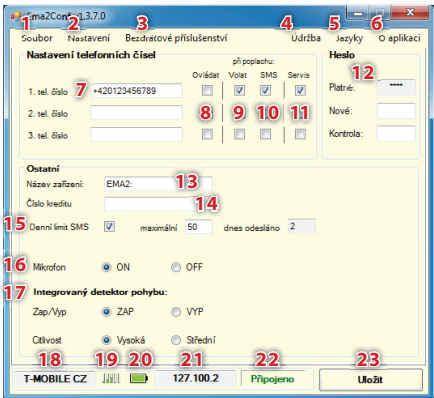 Ema2Config 1.3.7.0
1 2 3 4 5 6
Soubor Nastavení Bezdrátové příslušenství Údržba Jazyky O aplikaci
Nastavení telefonních čísel při poplachu: Heslo
Ovládat Volat SMS Servis 12
1. tel. číslo 7 +420123456789 Platné: ****
2. tel. číslo 8 9 10 11 Nové:
3. tel. číslo Kontrola:
Ostatní
Název zařízení: EMA2: 13
Číslo kreditu 14
15 Denní limit SMS maximální 50 dnes odesláno 2
16 Mikrofon ON OFF
17 Integrovaný detektor pohybu:
Zap/Vyp ZAP VYP
Citlivost Vysoká Střední
18 19 20 21 22 23
T-MOBILE CZ 127.100.2 Připojeno Uložit